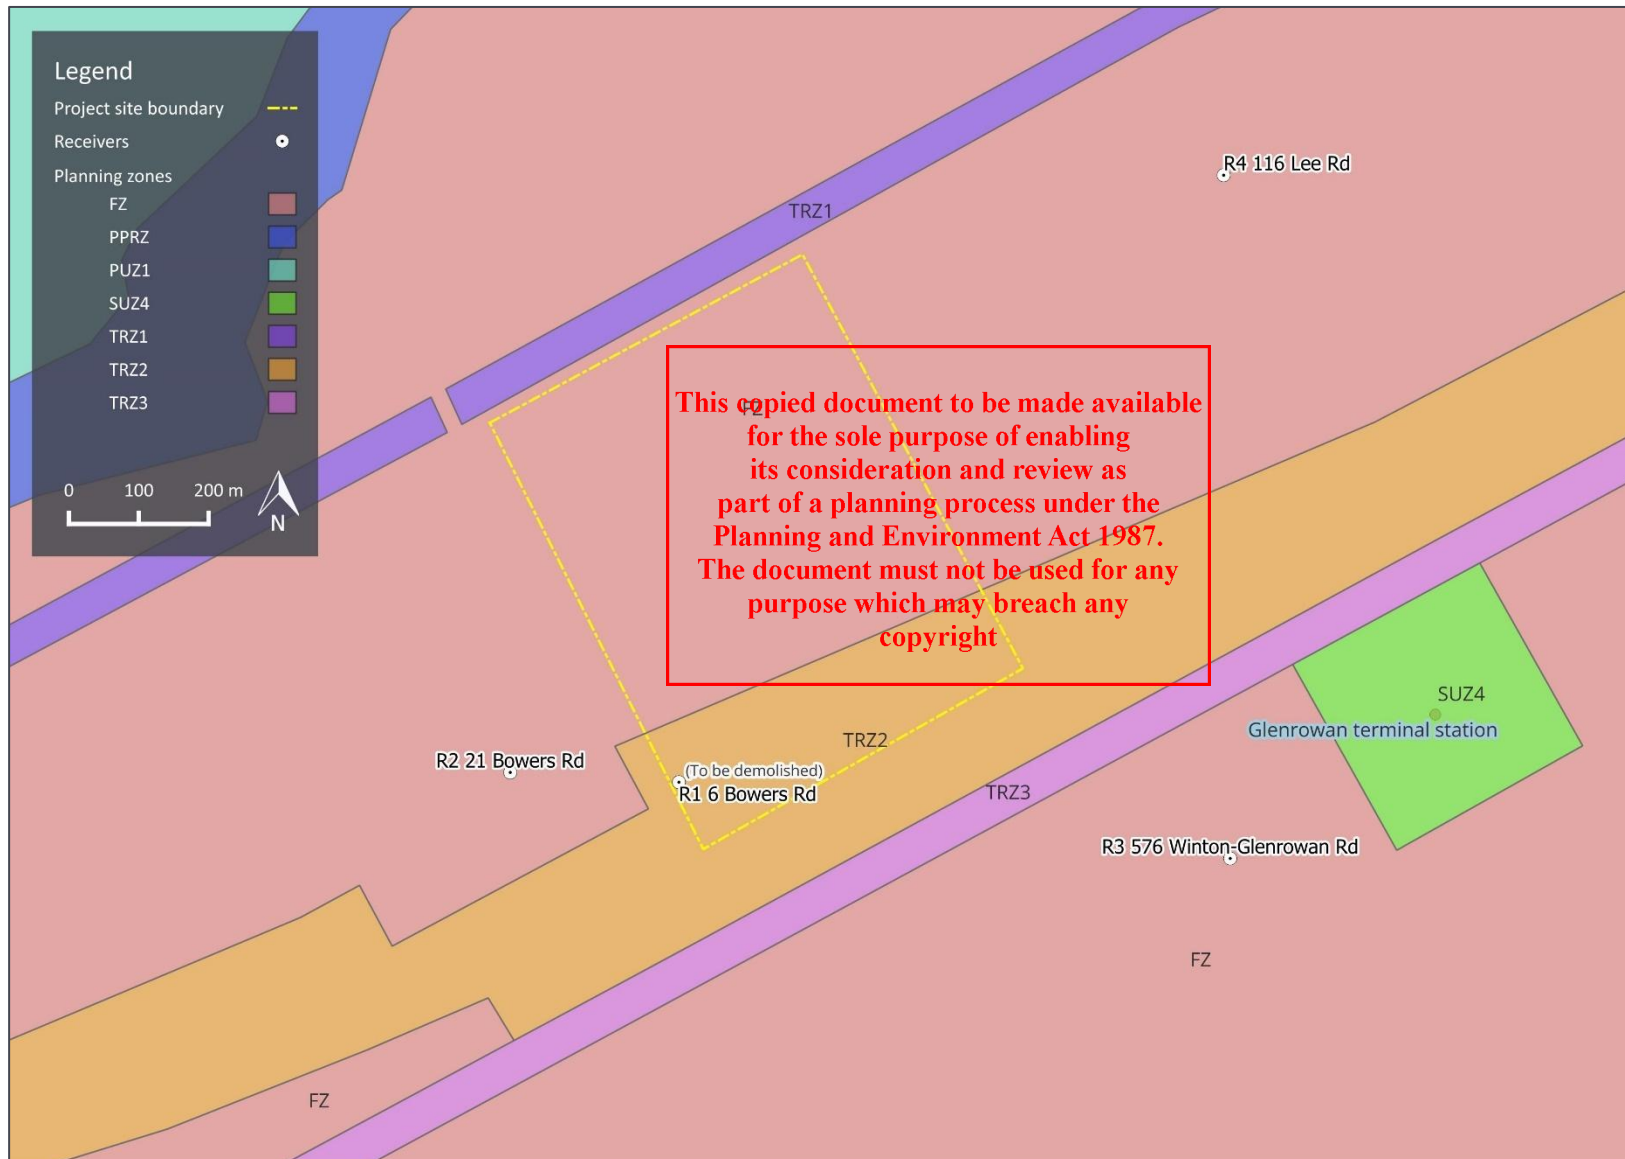 Legend
Project site boundary
Receivers
Planning zones
FZ
PPRZ
PUZ1
SUZ4
TRZ1
TRZ2
TRZ3
0 100 200 m
N
R4 116 Lee Rd
TRZ1
FZ
This copied document to be made available
for the sole purpose of enabling
its consideration and review as
part of a planning process under the
Planning and Environment Act 1987.
The document must not be used for any
purpose which may breach any
copyright
SUZ4
Glenrowan terminal station
TRZ2
R2 21 Bowers Rd
(To be demolished)
R1 6 Bowers Rd
TRZ3
R3 576 Winton-Glenrowan Rd
FZ
FZ